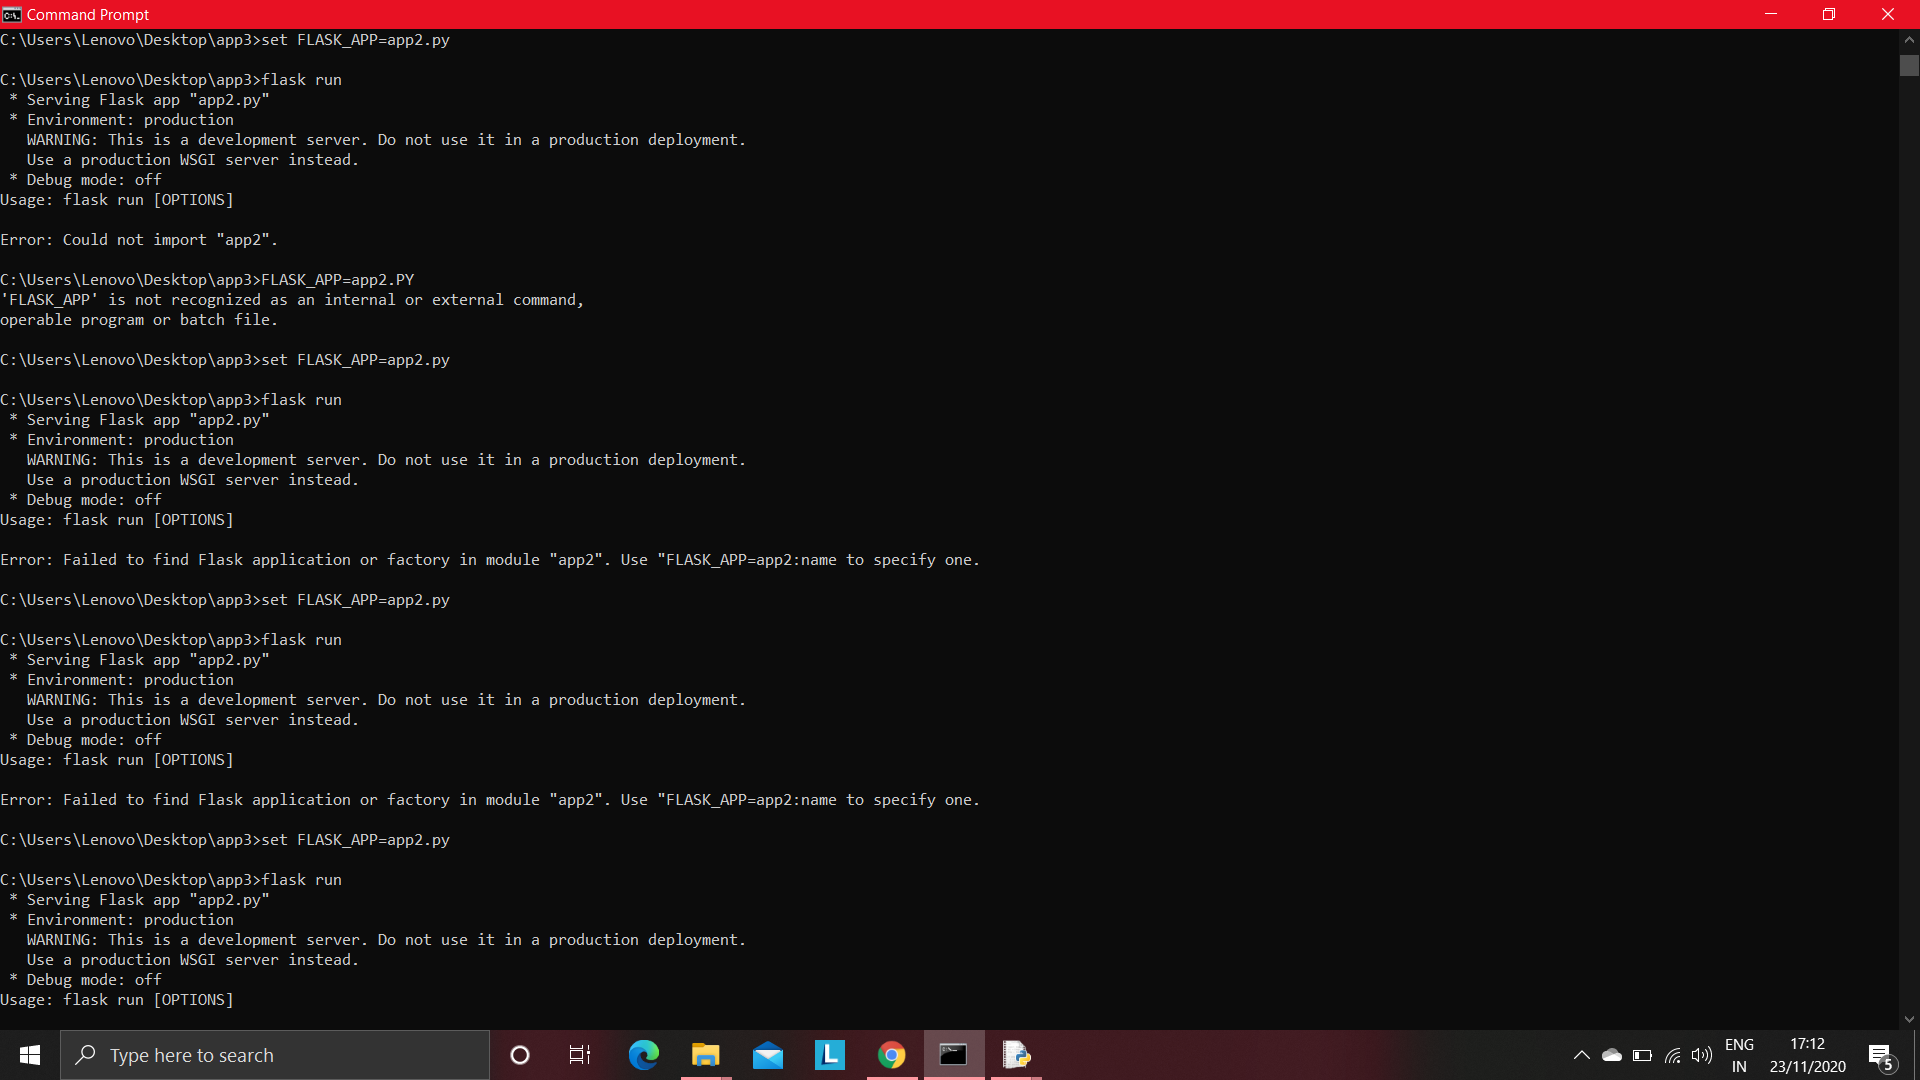 Command Prompt
C:\Users\Lenovo\Desktop\app3>set FLASK_APP=app2.py
C:\Users\Lenovo\Desktop\app3>flask run
* Serving Flask app "app2.py"
* Environment: production
WARNING: This is a development server. Do not use it in a production deployment.
Use a production WSGI server instead.
* Debug mode: off
Usage: flask run [OPTIONS]
Error: Could not import "app2".
C:\Users\Lenovo\Desktop\app3>FLASK_APP=app2.PY
'FLASK_APP' is not recognized as an internal or external command,
operable program or batch file.
C:\Users\Lenovo\Desktop\app3>set FLASK_APP=app2.py
C:\Users\Lenovo\Desktop\app3>flask run
* Serving Flask app "app2.py"
* Environment: production
WARNING: This is a development server. Do not use it in a production deployment.
Use a production WSGI server instead.
* Debug mode: off
Usage: flask run [OPTIONS]
Error: Failed to find Flask application or factory in module "app2". Use "FLASK_APP=app2:name to specify one.
C:\Users\Lenovo\Desktop\app3>set FLASK_APP=app2.py
C:\Users\Lenovo\Desktop\app3>flask run
* Serving Flask app "app2.py"
* Environment: production
WARNING: This is a development server. Do not use it in a production deployment.
Use a production WSGI server instead.
* Debug mode: off
Usage: flask run [OPTIONS]
Error: Failed to find Flask application or factory in module "app2". Use "FLASK_APP=app2:name to specify one.
C:\Users\Lenovo\Desktop\app3>set FLASK_APP=app2.py
C:\Users\Lenovo\Desktop\app3>flask run
* Serving Flask app "app2.py"
* Environment: production
WARNING: This is a development server. Do not use it in a production deployment.
Use a production WSGI server instead.
* Debug mode: off
Usage: flask run [OPTIONS]
Type here to search
L
ENG
IN
17:12
23/11/2020
5